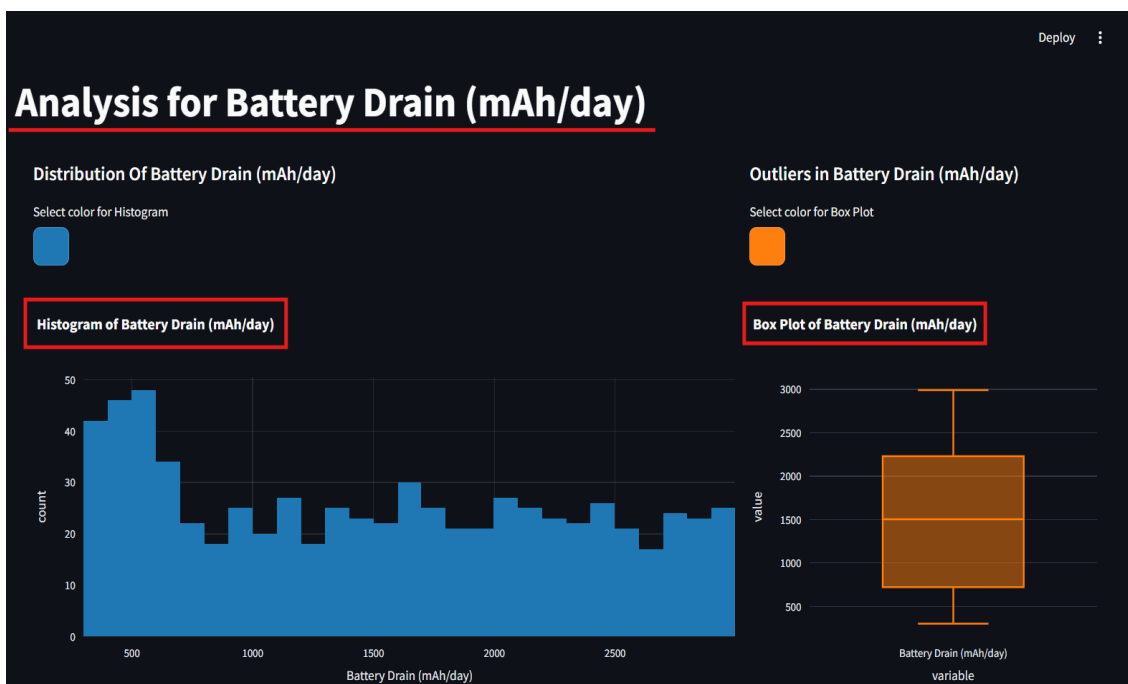 Deploy
Analysis for Battery Drain (mAh/day)
Distribution Of Battery Drain (mAh/day)
Select color for Histogram
Histogram of Battery Drain (mAh/day)
50
40
30
20
10
0
count
500 1000 1500 2000 2500
Battery Drain (mAh/day)
Outliers in Battery Drain (mAh/day)
Select color for Box Plot
Box Plot of Battery Drain (mAh/day)
3000
2500
2000
1500
1000
500
value
Battery Drain (mAh/day)
variable